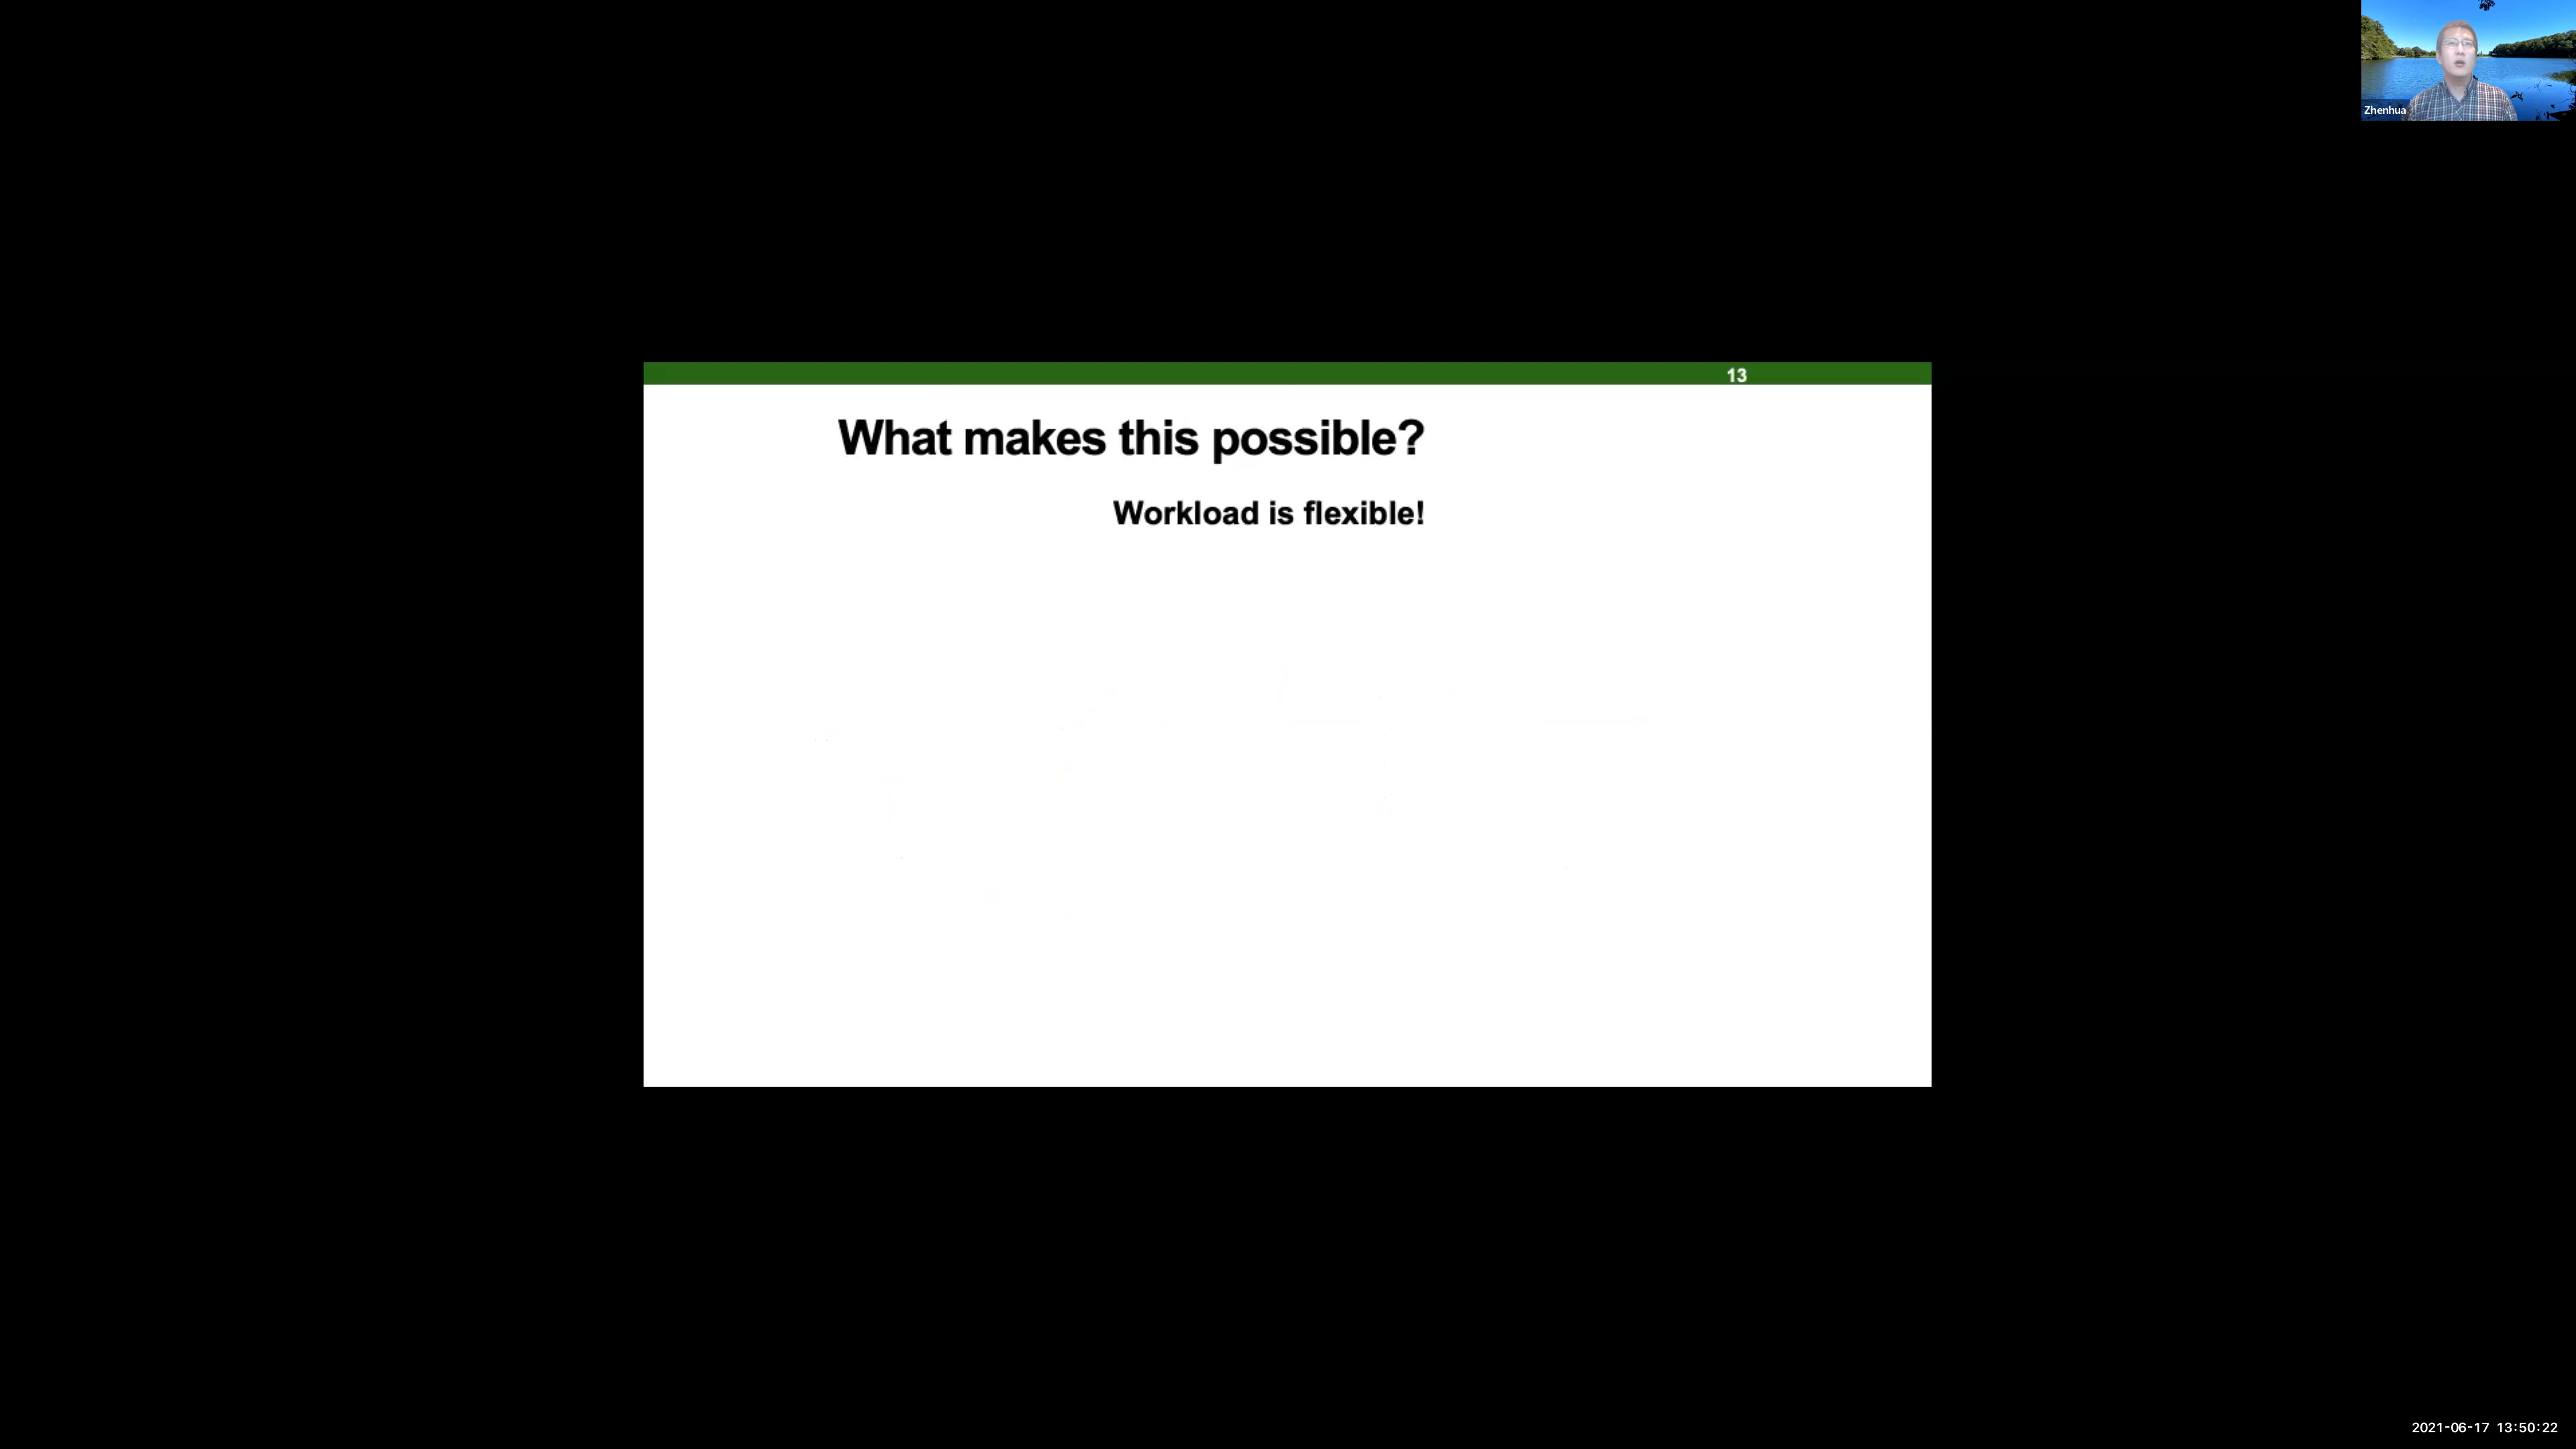 Zhenhua
13
What makes this possible?
Workload is flexible!
2021-06-17 13:50:22